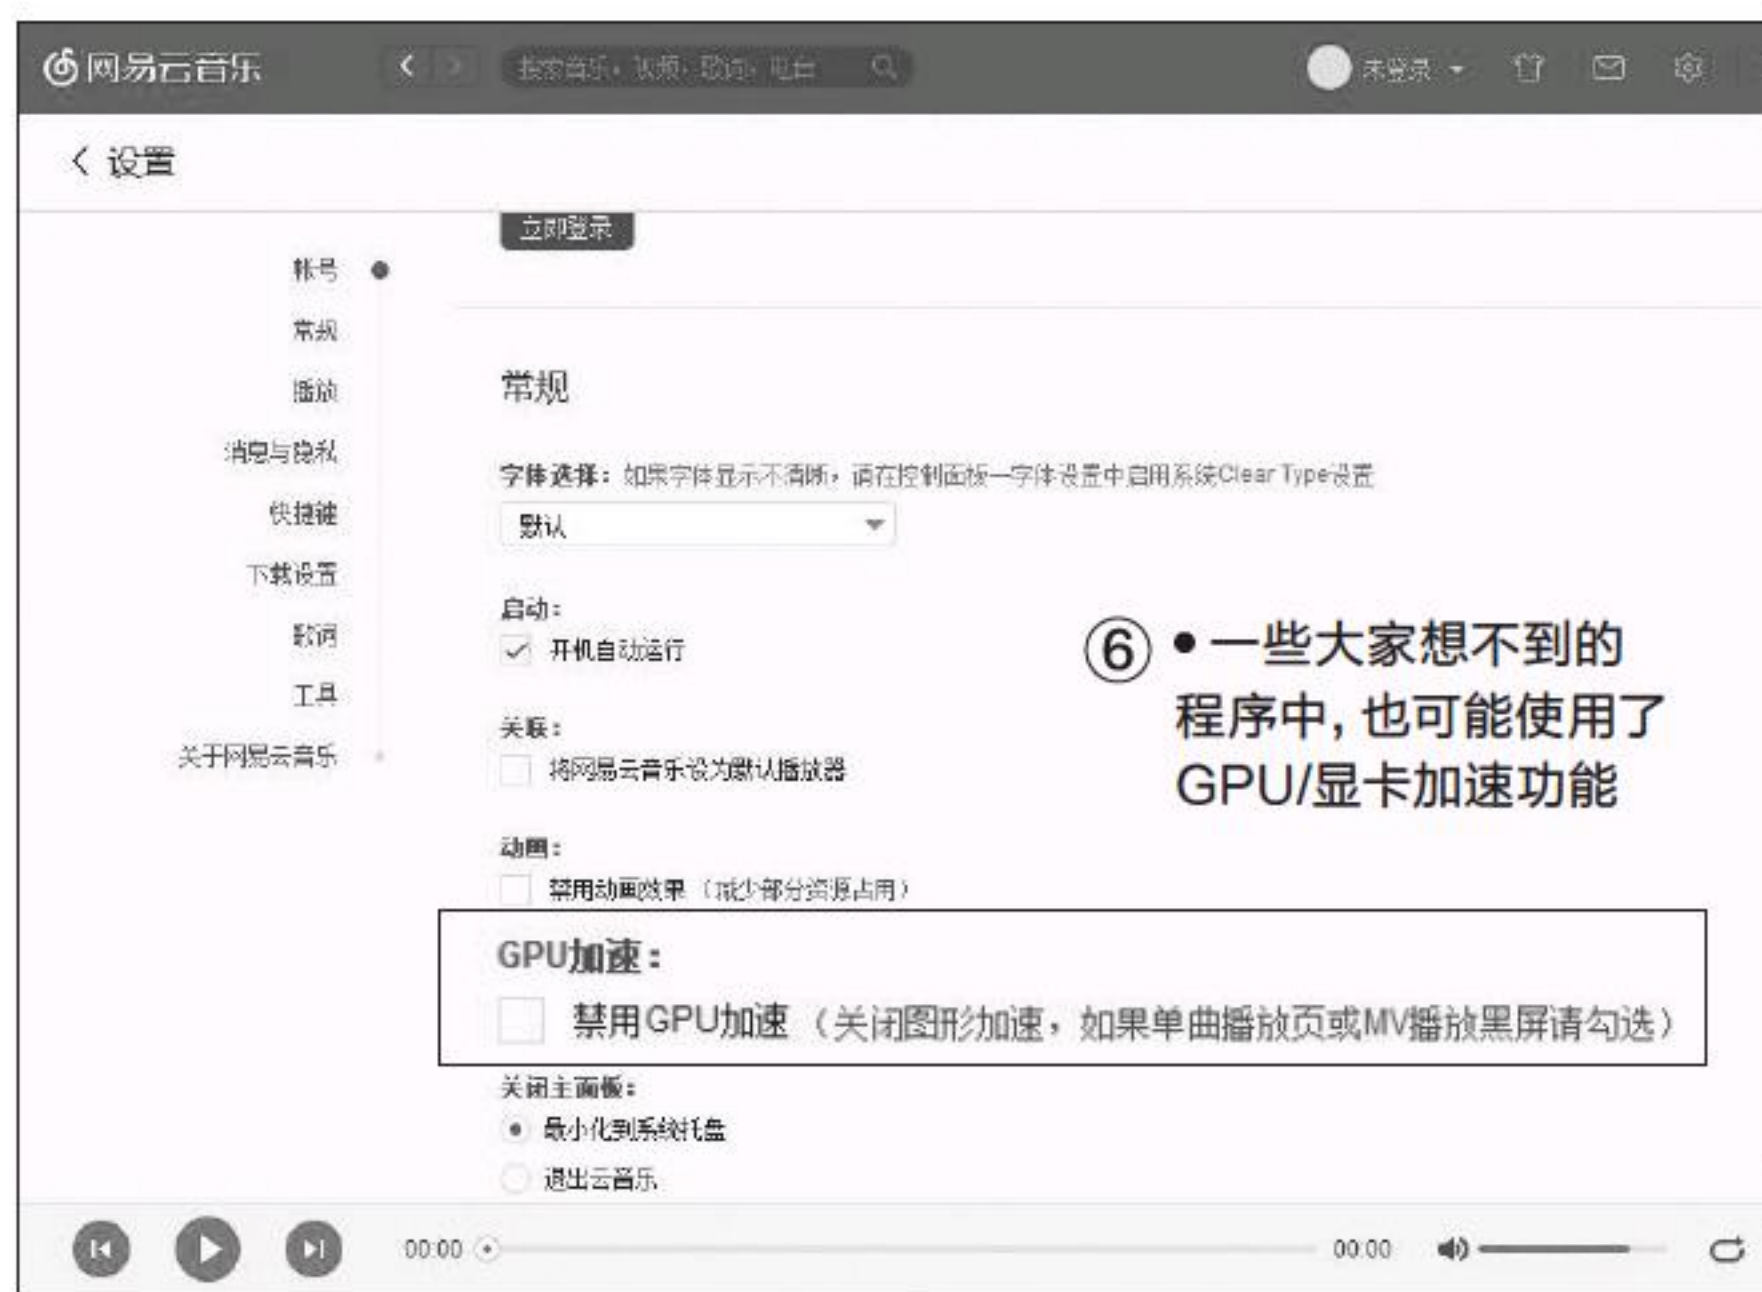 网易云音乐
搜索音乐，视频，歌词，电台
未登录
设置
立即登录
帐号
常规
播放
消息与隐私
快捷键
下载设置
歌词
工具
关于网易云音乐
常规
字体选择：如果字体显示不清晰，请在控制面板—字体设置中启用系统Clear Type设置
默认
启动：
开机自动运行
关联：
将网易云音乐设为默认播放器
动画：
禁用动画效果（减少部分资源占用）
⑥ •一些大家想不到的
程序中, 也可能使用了
GPU/显卡加速功能
GPU加速：
禁用GPU加速（关闭图形加速，如果单曲播放页或MV播放黑屏请勾选）
关闭主面板：
最小化到系统托盘
退出云音乐
00:00
00:00